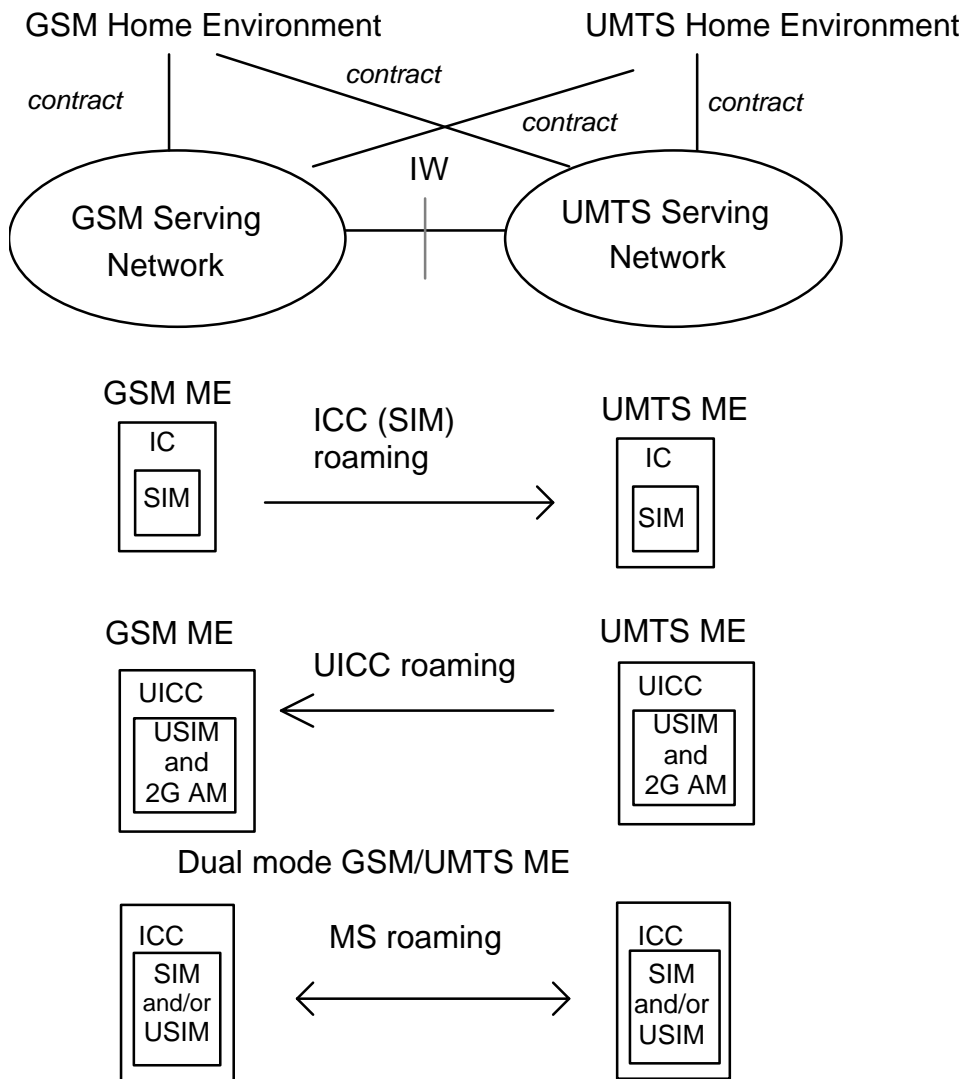 GSM Home Environment
UMTS Home Environment
contract
contract
contract
contract
IW
GSM Serving
Network
UMTS Serving
Network
GSM ME
IC
SIM
ICC (SIM)
roaming
UMTS ME
IC
SIM
GSM ME
UICC
USIM
and
2G AM
UICC roaming
UMTS ME
UICC
USIM
and
2G AM
Dual mode GSM/UMTS ME
ICC
SIM
and/or
USIM
MS roaming
ICC
SIM
and/or
USIM